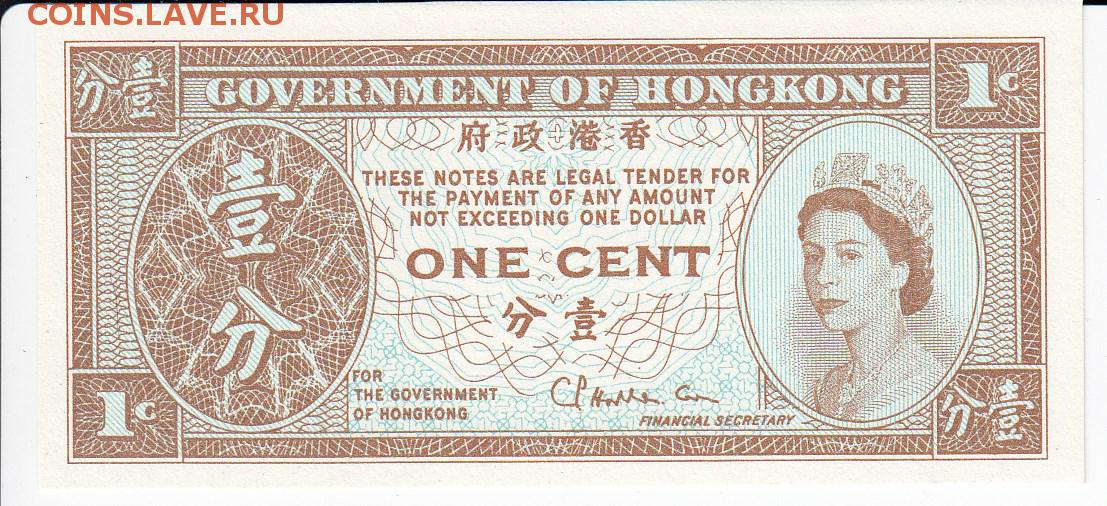 COINS.LAVE.RU
分壹
GOVERNMENT OF HONGKONG
1C
府政港香
THESE NOTES ARE LEGAL TENDER FOR
THE PAYMENT OF ANY AMOUNT
NOT EXCEEDING ONE DOLLAR
壹分
ONE CENT
分壹
FOR
THE GOVERNMENT
OF HONGKONG
FINANCIAL SECRETARY
1C
分壹